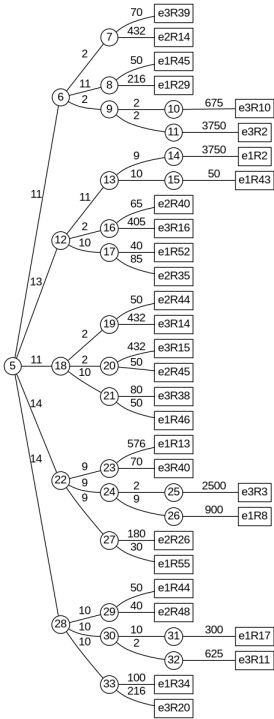 70 e3R39
7 432 e2R14
2 50 e1R45
6 11 8 216 e1R29
2 9 2 10 675 e3R10
2 11 3750 e3R2
9 14 3750 e1R2
11 13 10 15 50 e1R43
11 65 e2R40
12 2 16 405 e3R16
10 17 40 e1R52
13 85 e2R35
50 e2R44
19 432 e3R14
2 432 e3R15
5 11 18 2 20 50 e2R45
10 80 e3R38
21 50 e1R46
14 576 e1R13
9 23 70 e3R40
22 9 24 2 25 2500 e3R3
9 9 26 900 e1R8
14 180 e2R26
27 30 e1R55
50 e1R44
10 29 40 e2R48
28 10 30 10 31 300 e1R17
10 2 32 625 e3R11
100 e1R34
33 216 e3R20